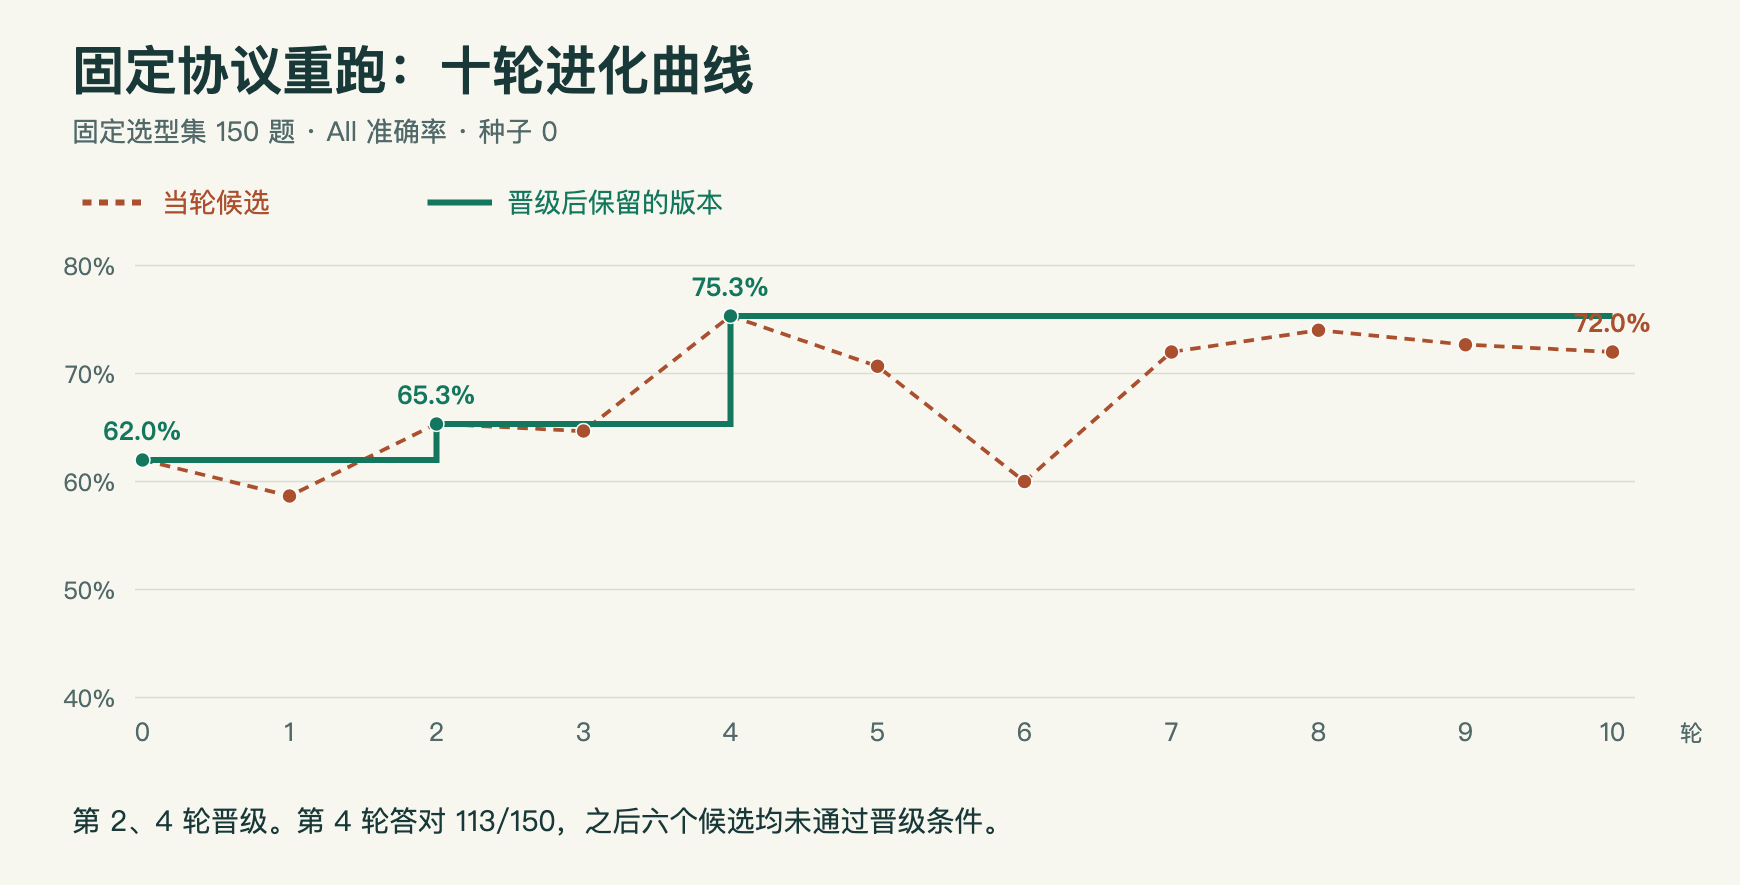 固定协议重跑：十轮进化曲线
固定选型集 150 题 · All 准确率 · 种子 0
当轮候选 晋级后保留的版本
80%
75.3%
72.0%
70%
65.3%
62.0%
60%
50%
40%
0 1 2 3 4 5 6 7 8 9 10 轮
第 2、4 轮晋级。第 4 轮答对 113/150，之后六个候选均未通过晋级条件。